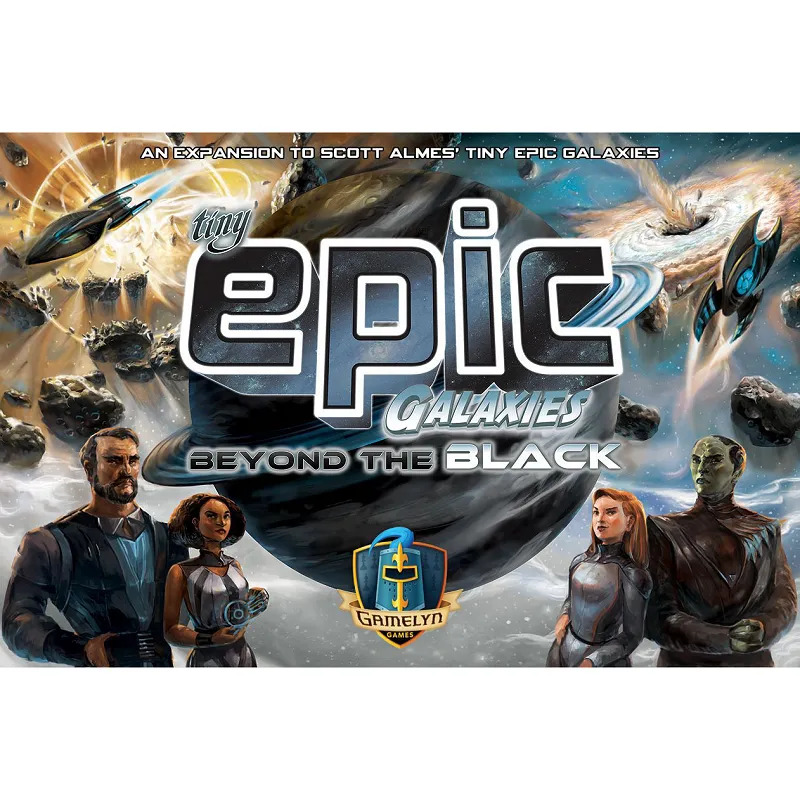 AN EXPANSION TO SCOTT ALMES' TINY EPIC GALAXIES
tiny
epic
GALAXIES
BEYOND THE BLACK
GAMELYN
GAMES